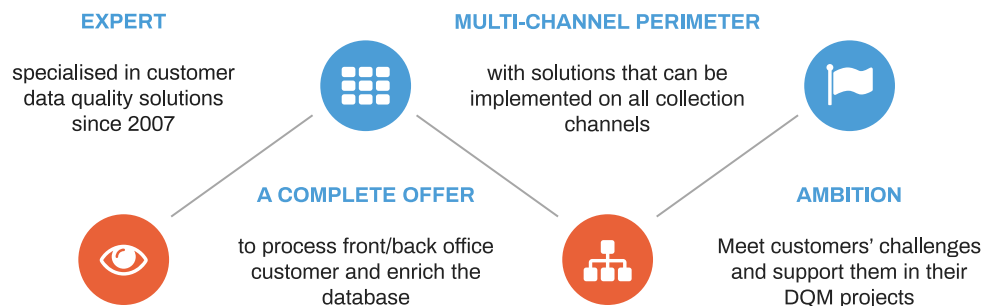 EXPERT
specialised in customer
data quality solutions
since 2007
MULTI-CHANNEL PERIMETER
with solutions that can be
implemented on all collection
channels
A COMPLETE OFFER
to process front/back office
customer and enrich the
database
AMBITION
Meet customers’ challenges
and support them in their
DQM projects